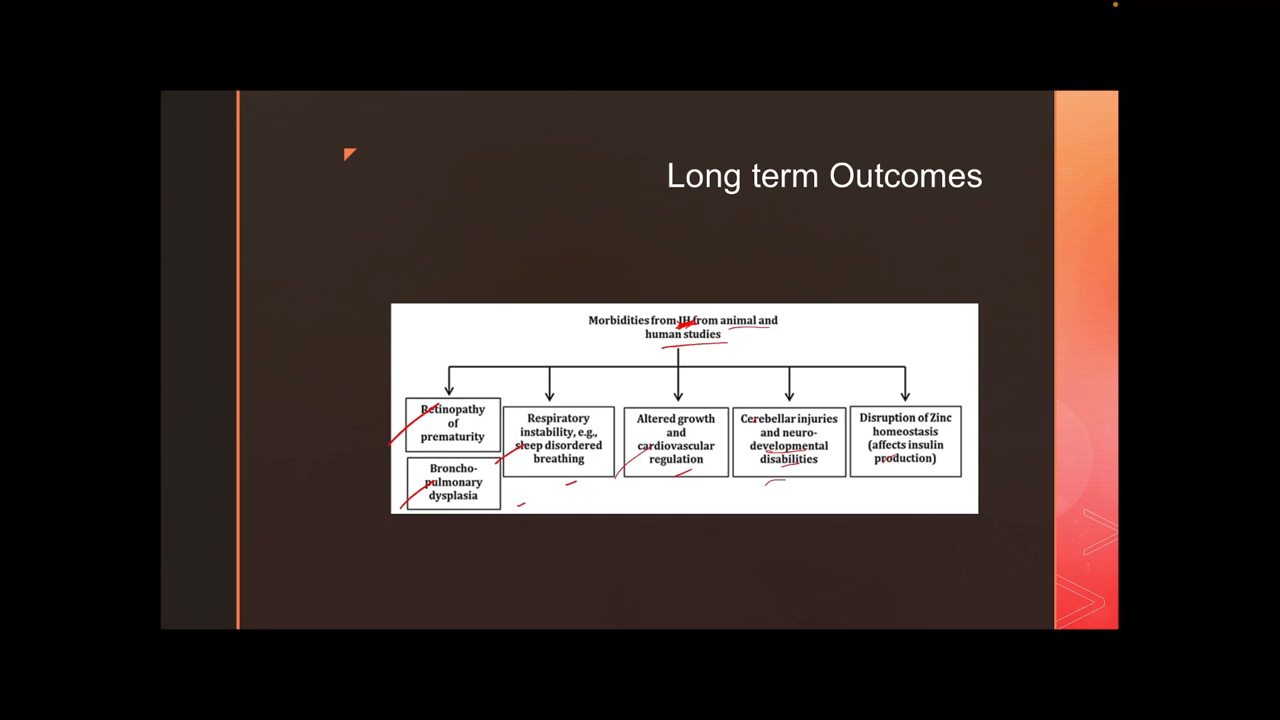 Long term Outcomes
Morbidities from IH from animal and
human studies
Retinopathy
of
prematurity
Broncho-
pulmonary
dysplasia
Respiratory
instability, e.g.,
sleep disordered
breathing
Altered growth
and
cardiovascular
regulation
Cerebellar injuries
and neuro-
developmental
disabilities
Disruption of Zinc
homeostasis
(affects insulin
production)